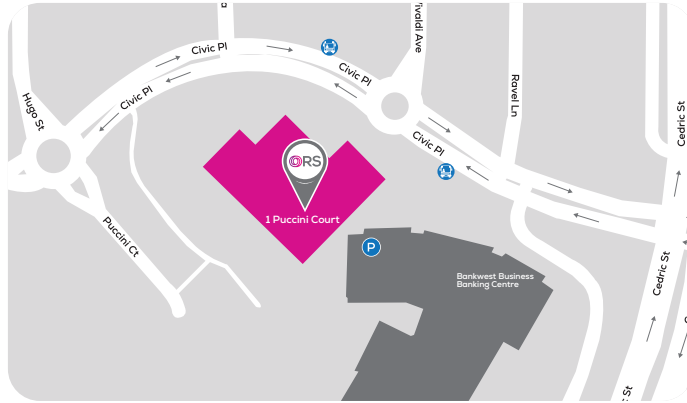 Civic Pl
Vivaldi Ave
Civic Pl
Ravel Ln
Hugo St
Civic Pl
Cedric St
Civic Pl
ORS
1 Puccini Court
Puccini Ct
P
Bankwest Business
Banking Centre
Cedric St
St